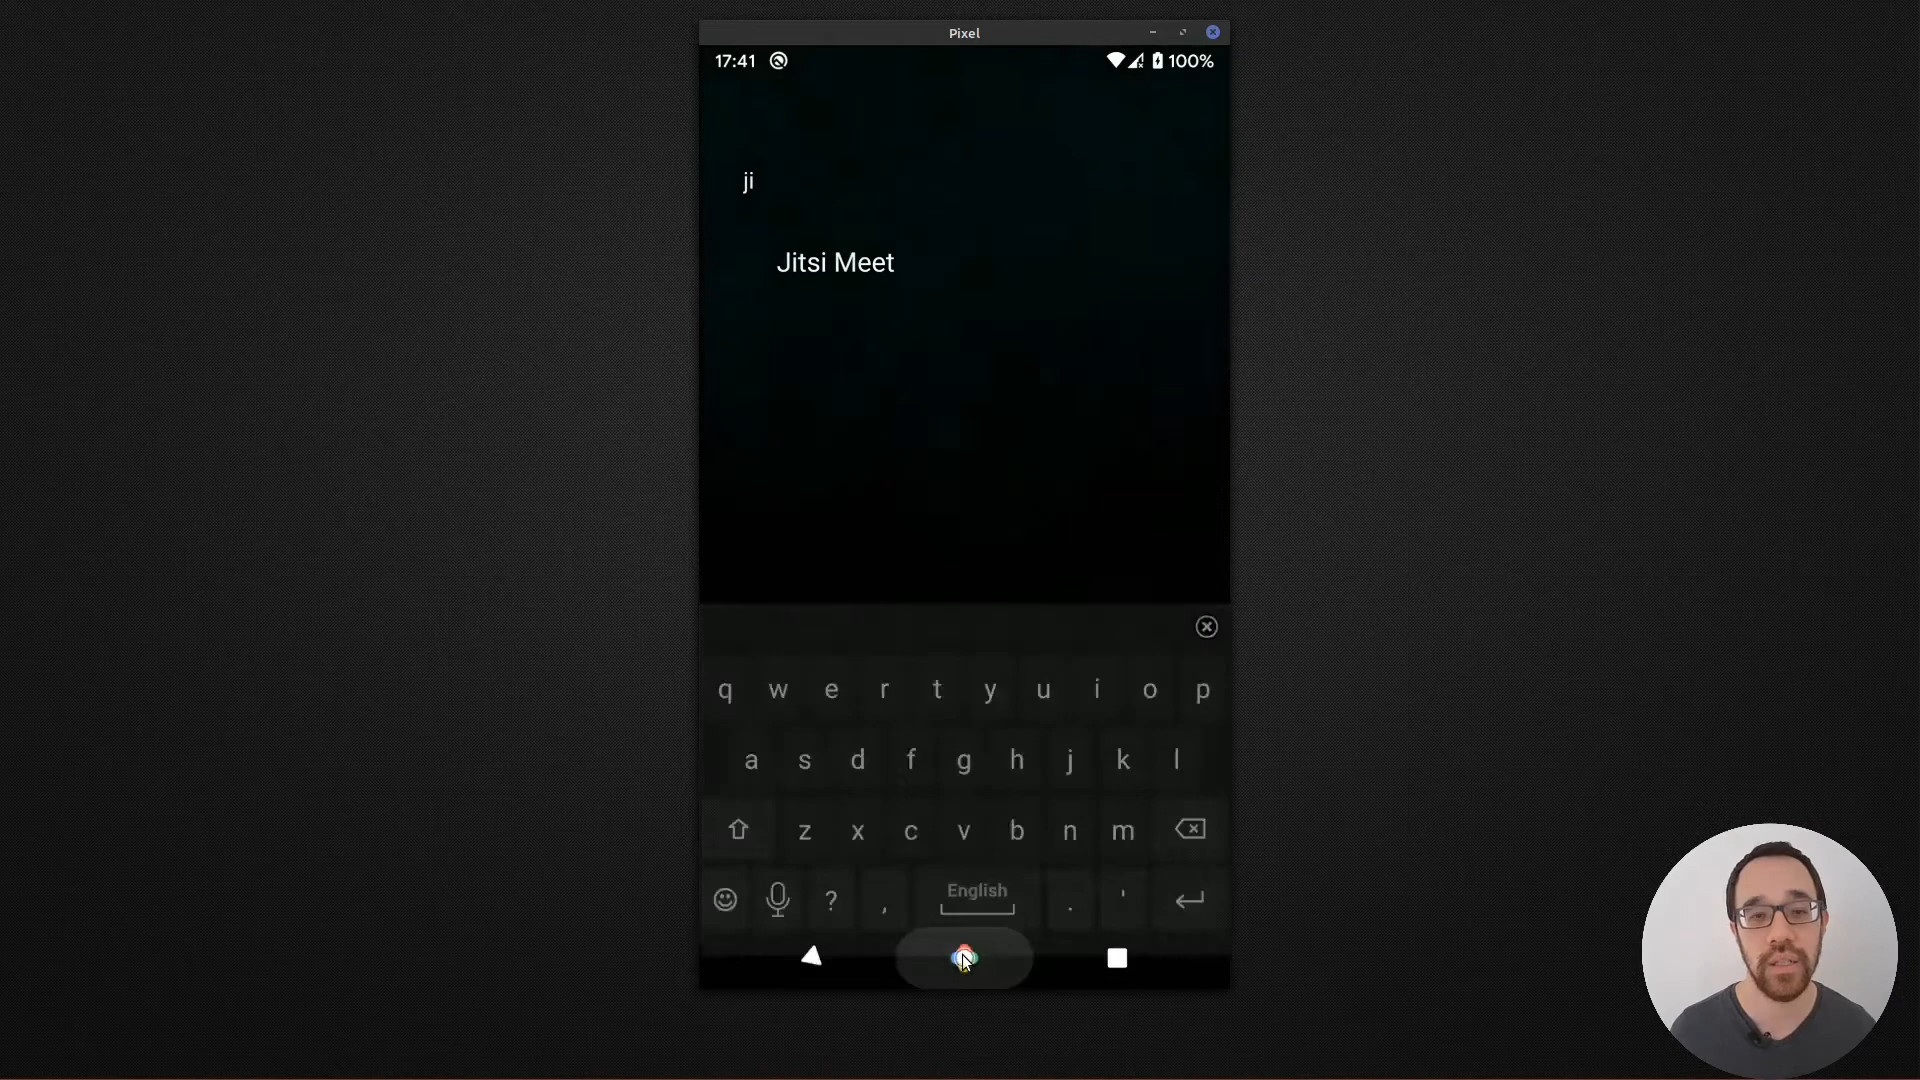 Pixel
17:41 100%
ji
Jitsi Meet
q w e r t y u i o p
a s d f g h j k l
z x c v b n m
? , English . '